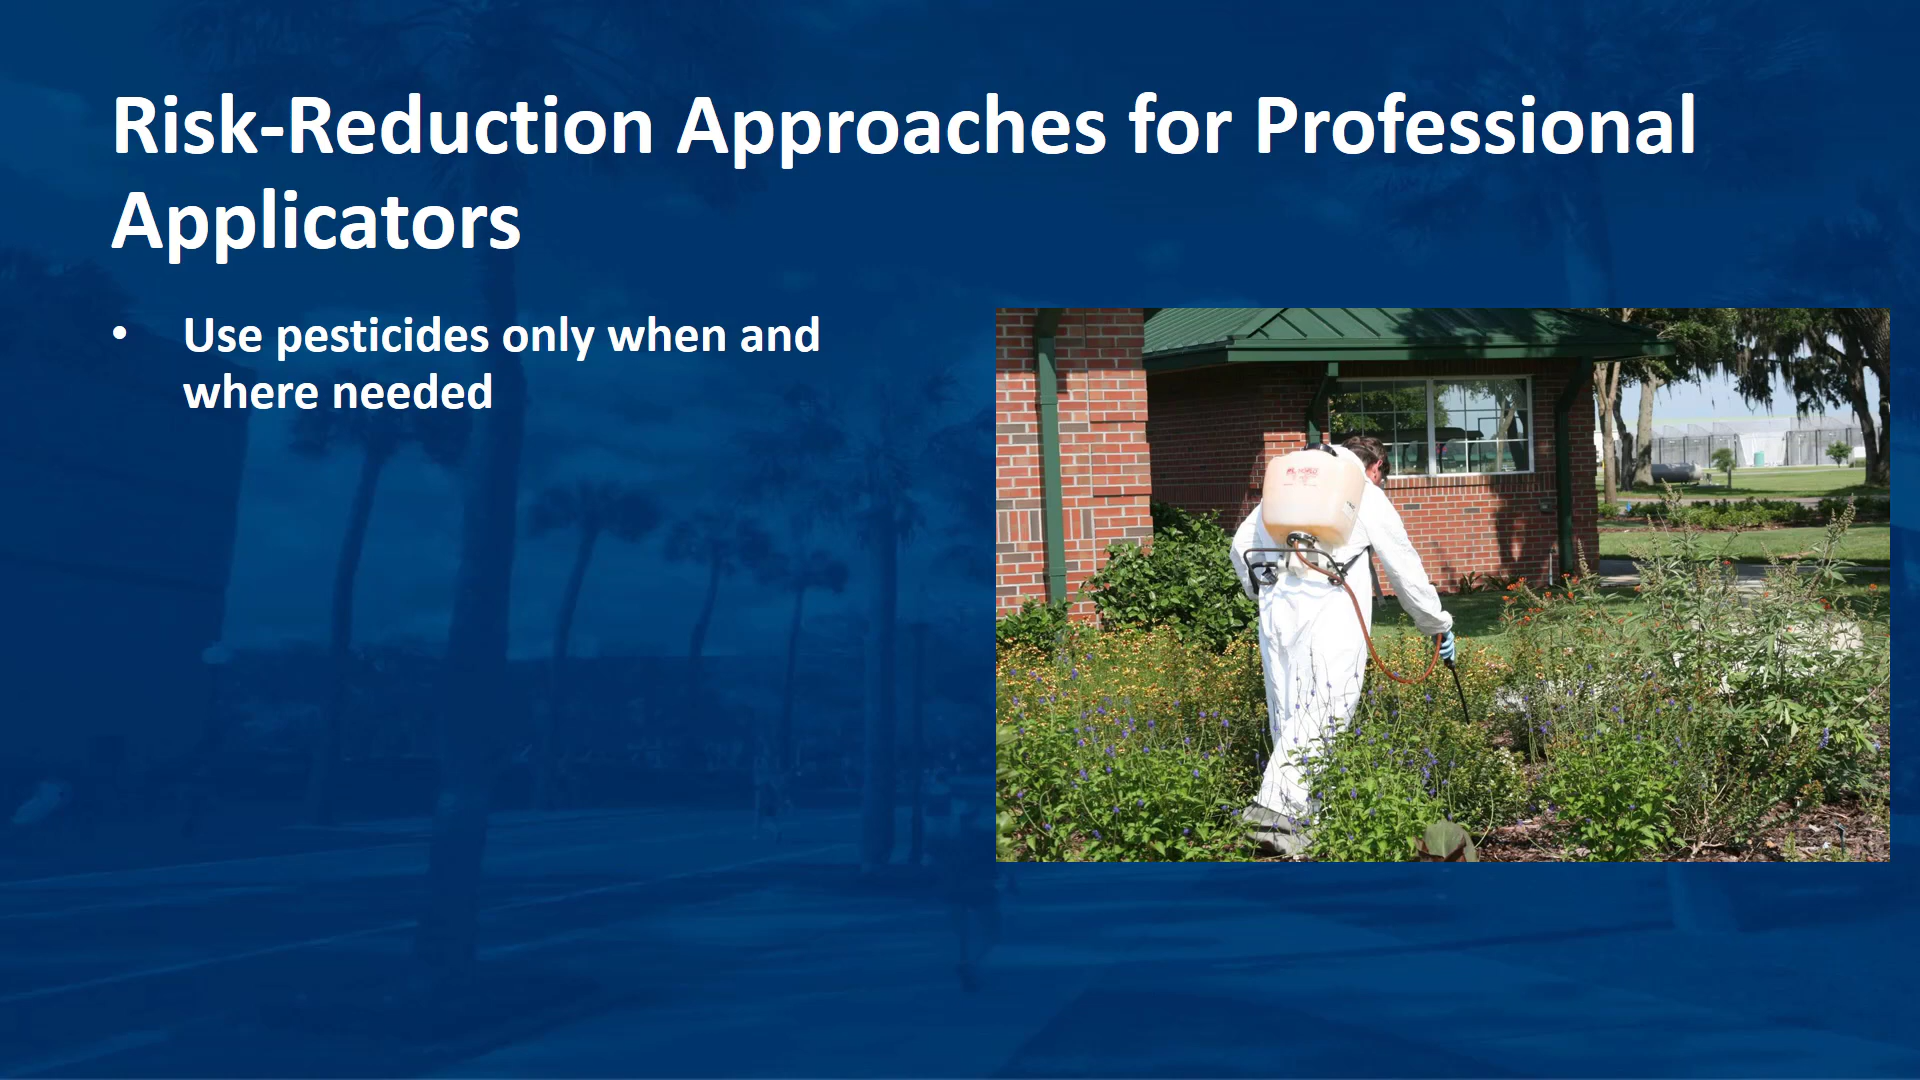 Risk-Reduction Approaches for Professional
Applicators
• Use pesticides only when and
where needed